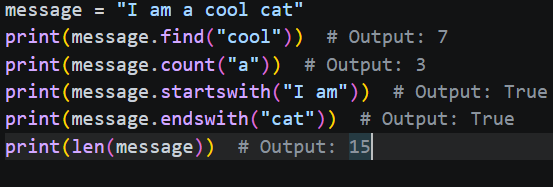 message = "I am a cool cat"
print(message.find("cool"))  # Output: 7
print(message.count("a"))  # Output: 3
print(message.startswith("I am"))  # Output: True
print(message.endswith("cat"))  # Output: True
print(len(message))  # Output: 15